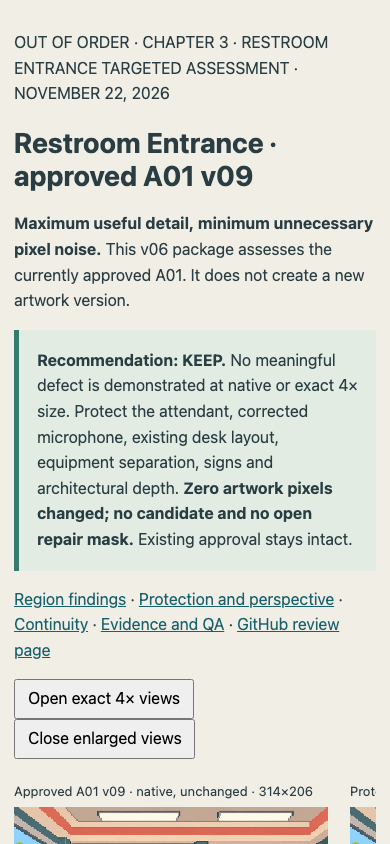 OUT OF ORDER · CHAPTER 3 · RESTROOM
ENTRANCE TARGETED ASSESSMENT ·
NOVEMBER 22, 2026
Restroom Entrance ·
approved A01 v09
Maximum useful detail, minimum unnecessary
pixel noise. This v06 package assesses the
currently approved A01. It does not create a new
artwork version.
Recommendation: KEEP. No meaningful
defect is demonstrated at native or exact 4×
size. Protect the attendant, corrected
microphone, existing desk layout,
equipment separation, signs and
architectural depth. Zero artwork pixels
changed; no candidate and no open
repair mask. Existing approval stays intact.
Region findings · Protection and perspective ·
Continuity · Evidence and QA · GitHub review
page
Open exact 4× views
Close enlarged views
Approved A01 v09 · native, unchanged · 314×206